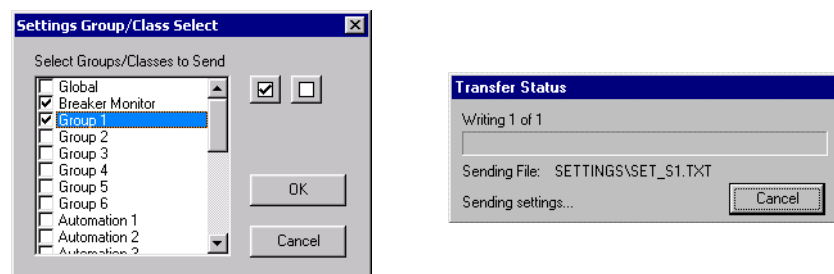 Settings Group/Class Select
Select Groups/Classes to Send
Global
Breaker Monitor
Group 1
Group 2
Group 3
Group 4
Group 5
Group 6
Automation 1
Automation 2
Automation 3
OK
Cancel
Transfer Status
Writing 1 of 1
Sending File: SETTINGS\SET_S1.TXT
Sending settings...
Cancel